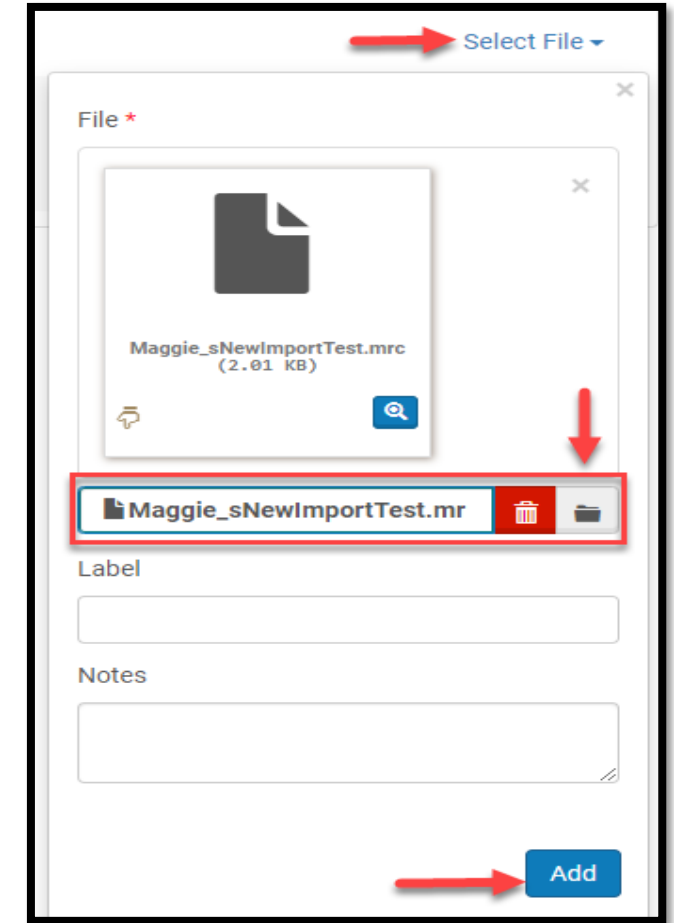 Select File
File *
Maggie_sNewImportTest.mrc
(2.01 KB)
Maggie_sNewImportTest.mr
Label
Notes
Add